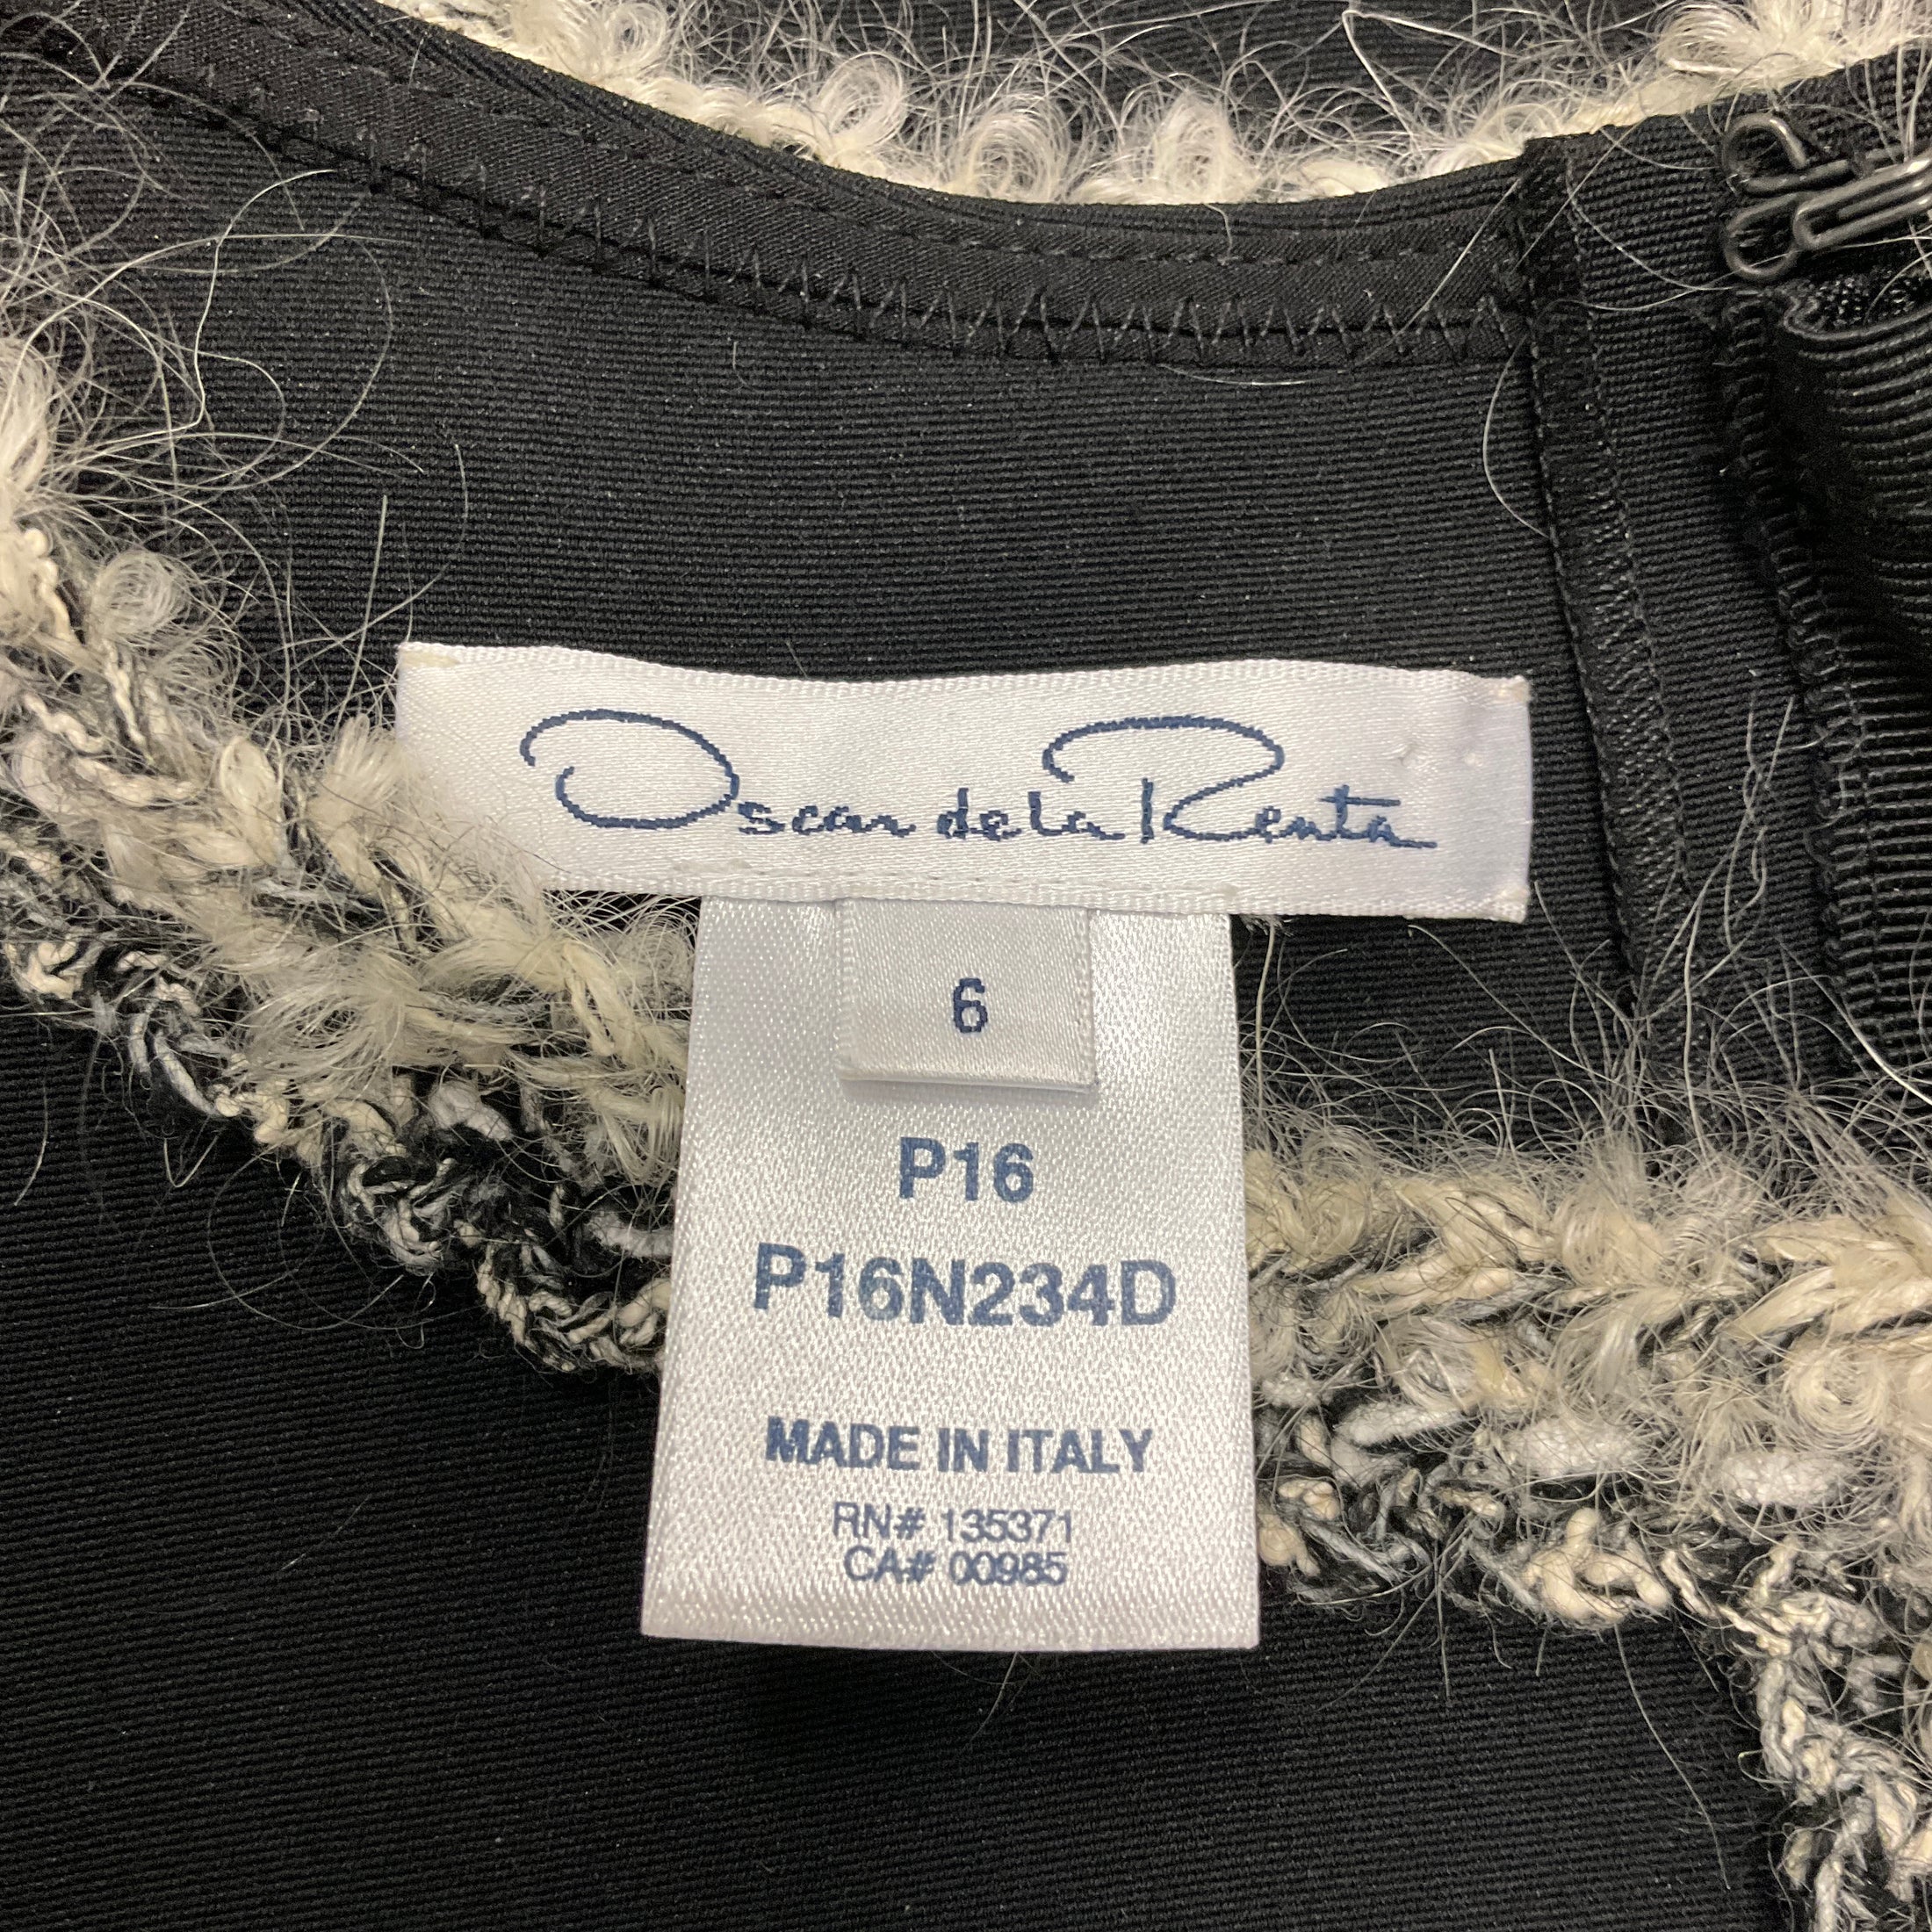 Oscar de la Renta
6
P16
P16N234D
MADE IN ITALY
RN# 135371
CA# 00985